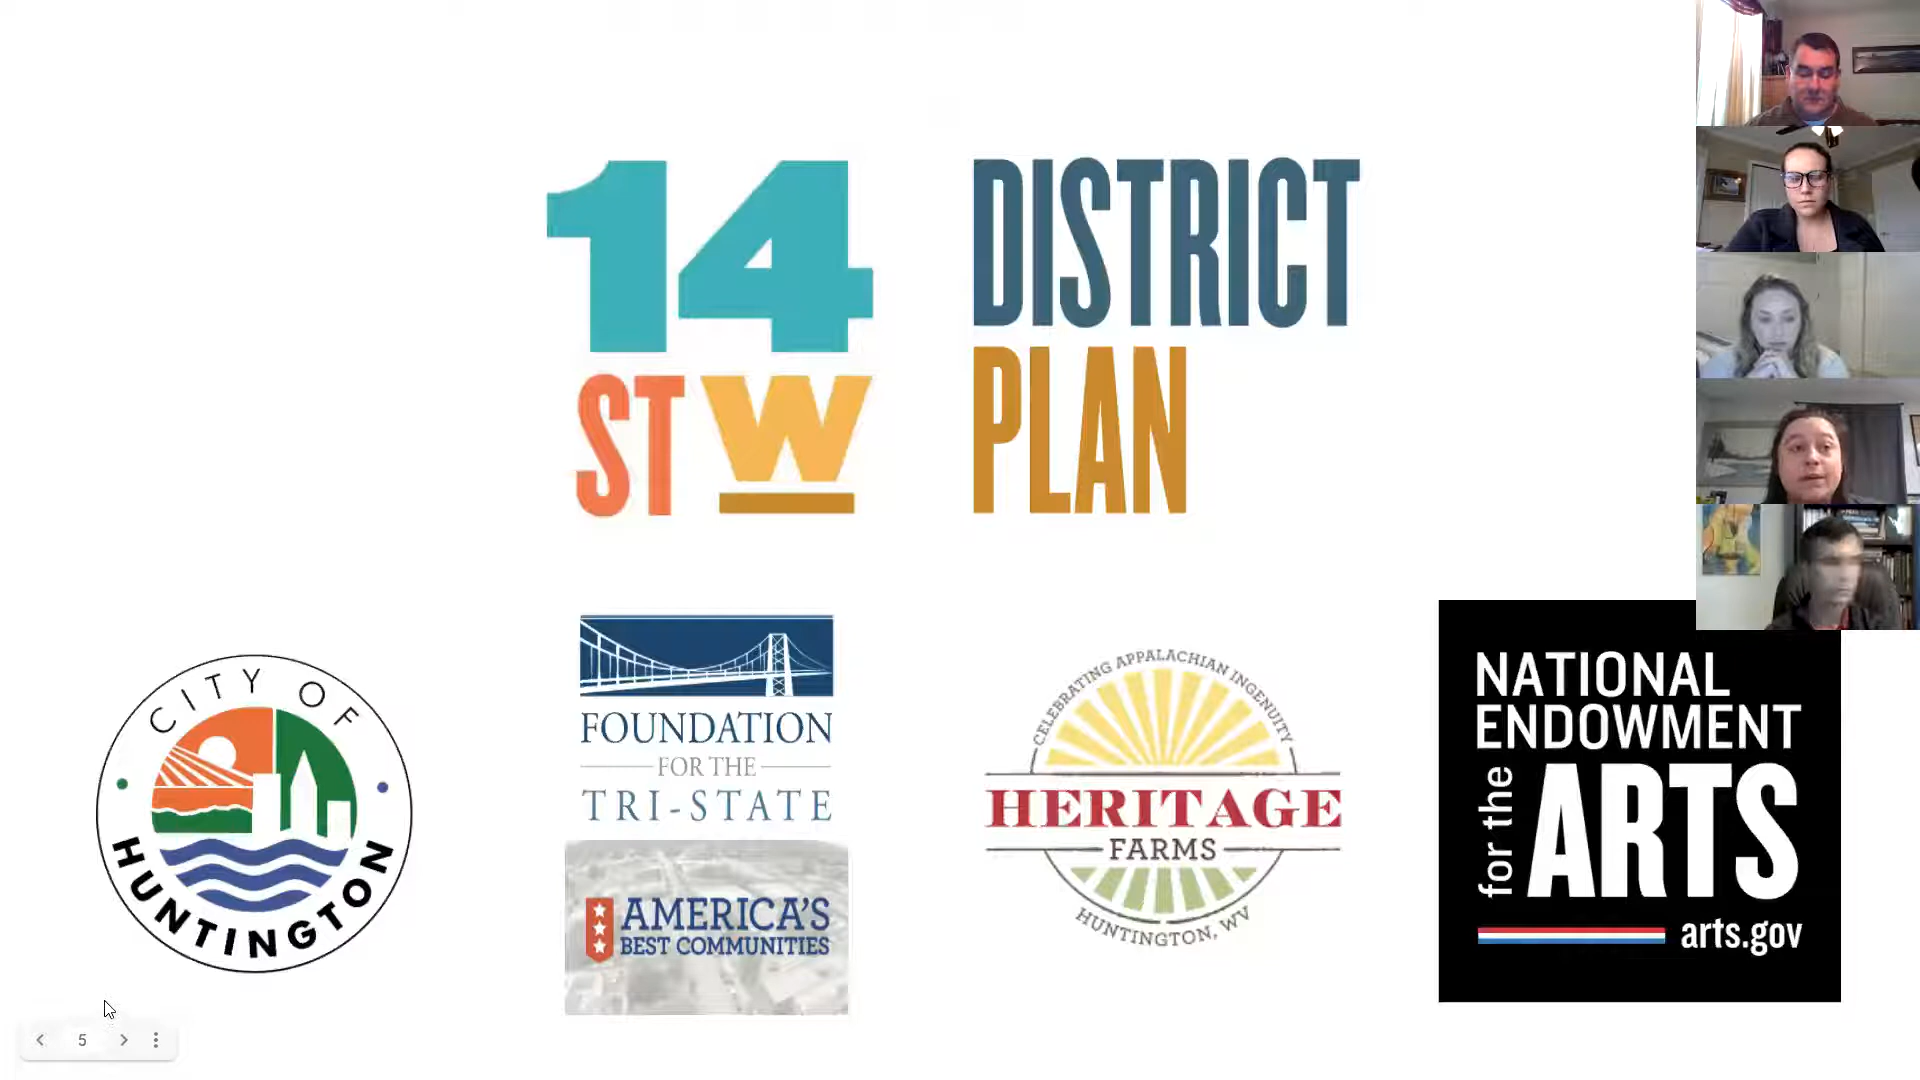 14
ST W
DISTRICT
PLAN
CITY OF
HUNTINGTON
FOUNDATION
FOR THE
TRI-STATE
AMERICA'S
BEST COMMUNITIES
CELEBRATING APPALACHIAN INGENUITY
HERITAGE
FARMS
HUNTINGTON, WV
NATIONAL
ENDOWMENT
for the
ARTS
arts.gov
5